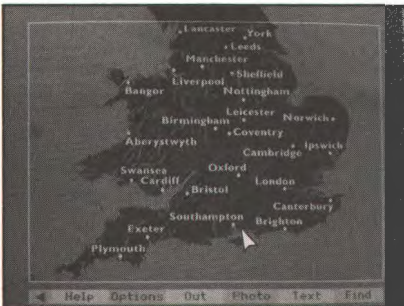 Lancaster
York
Leeds
Manchester
Liverpool
Sheffield
Bangor
Nottingham
Leicester
Norwich
Birmingham
Coventry
Aberystwyth
Cambridge
Ipswich
Swansea
Oxford
Cardiff
London
Bristol
Canterbury
Southampton
Brighton
Exeter
Plymouth
Help Options Out Photo Text Find